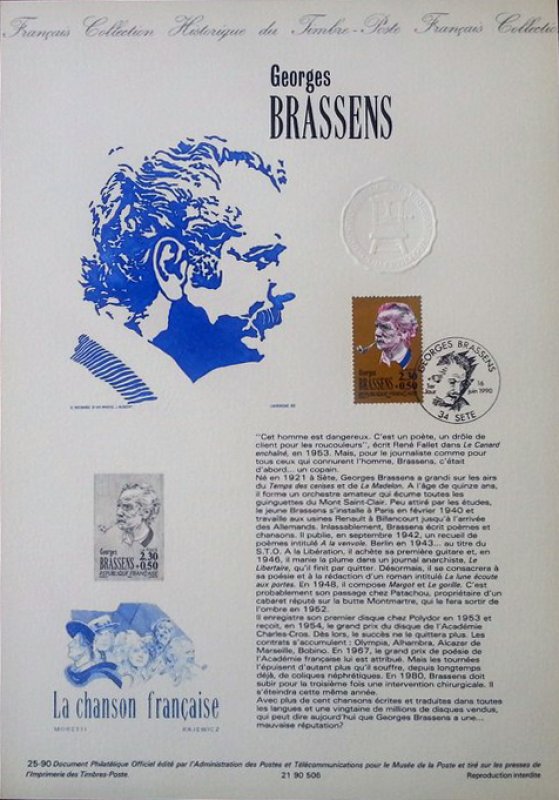 Français Collection Historique du Timbre-Poste Français Collectio
Georges
BRASSENS
Georges
BRASSENS
2,30
+0,50
RÉPUBLIQUE FRANÇAISE
GEORGES BRASSENS
1er
Jour
16
juin 1990
34 SETE
"Cet homme est dangereux. C'est un poète, un drôle de
client pour les roucouleurs", écrit René Fallet dans Le Canard
enchaîné, en 1953. Mais, pour le journaliste comme pour
tous ceux qui connurent l'homme, Brassens, c'était
d'abord... un copain.
Né en 1921 à Sète, Georges Brassens a grandi sur les airs
du Temps des cerises et de La Madelon. A l'âge de quinze ans,
il forme un orchestre amateur qui écume toutes les
guinguettes du Mont Saint-Clair. Peu attiré par les études,
le jeune Brassens s'installe à Paris en février 1940 et
travaille aux usines Renault à Billancourt jusqu'à l'arrivée
des Allemands. Inlassablement, Brassens écrit poèmes et
chansons. Il publie, en septembre 1942, un recueil de
poèmes intitulé A la venvole. Berlin en 1943... au titre du
S.T.O. A la Libération, il achète sa première guitare et, en
1946, il manie la plume dans un journal anarchiste, Le
Libertaire, qu'il finit par quitter. Désormais, il se consacrera à
sa poésie et à la rédaction d'un roman intitulé La lune écoute
aux portes. En 1948, il compose Margot et Le gorille. C'est
probablement son passage chez Patachou, propriétaire d'un
cabaret réputé sur la butte Montmartre, qui le fera sortir de
l'ombre en 1952.
Il enregistre son premier disque chez Polydor en 1953 et
reçoit, en 1954, le grand prix du disque de l'Académie
Charles-Cros. Dès lors, le succès ne le quittera plus. Les
contrats s'accumulent : Olympia, Alhambra, Alcazar de
Marseille, Bobino. En 1967, le grand prix de poésie de
l'Académie française lui est attribué. Mais les tournées
l'épuisent d'autant plus qu'il souffre, depuis longtemps
déjà, de coliques néphrétiques. En 1980, Brassens doit
subir pour la troisième fois une intervention chirurgicale. Il
s'éteindra cette même année.
Avec plus de cent chansons écrites et traduites dans toutes
les langues et une vingtaine de millions de disques vendus,
qui peut dire aujourd'hui que Georges Brassens a une...
mauvaise réputation?
Georges
BRASSENS
2,30
+0,50
RÉPUBLIQUE FRANÇAISE
La chanson française
MORETTI
RAJEWICZ
25-90 Document Philatélique Officiel édité par l'Administration des Postes et Télécommunications pour le Musée de la Poste et tiré sur les presses de
l'Imprimerie des Timbres-Poste.
21 90 506
Reproduction interdite